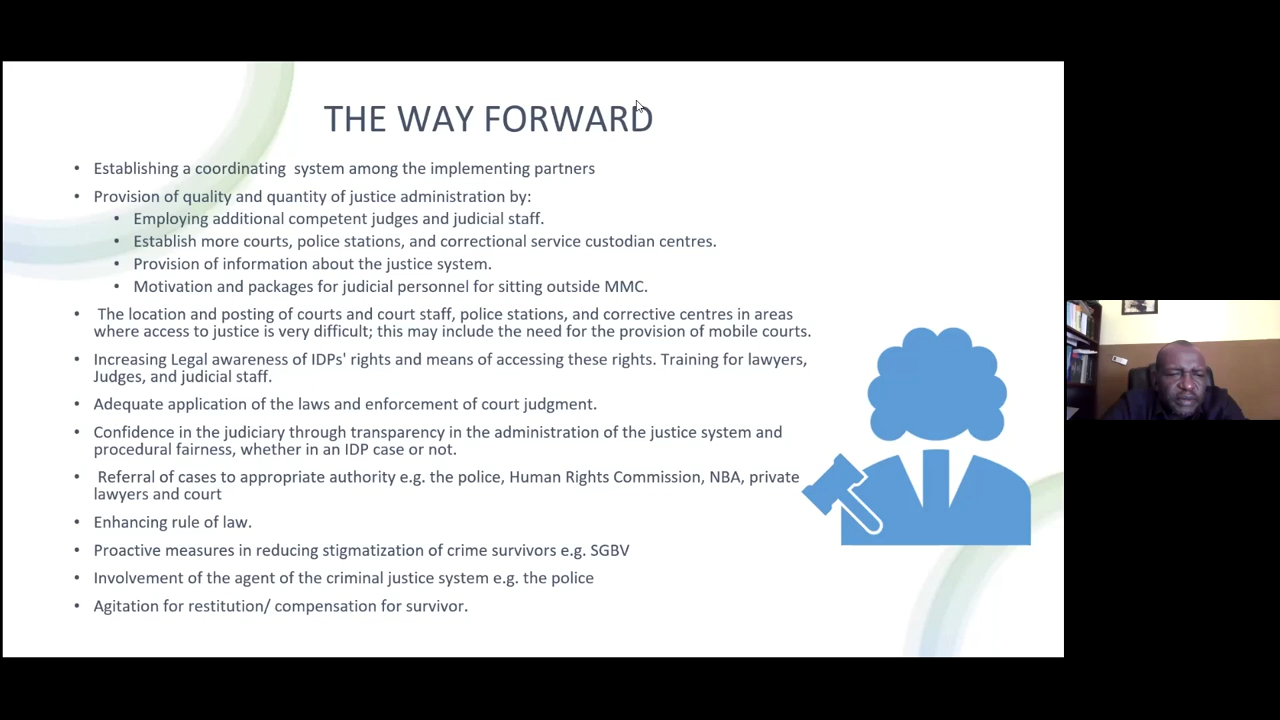 THE WAY FORWARD
• Establishing a coordinating system among the implementing partners
• Provision of quality and quantity of justice administration by:
• Employing additional competent judges and judicial staff.
• Establish more courts, police stations, and correctional service custodian centres.
• Provision of information about the justice system.
• Motivation and packages for judicial personnel for sitting outside MMC.
• The location and posting of courts and court staff, police stations, and corrective centres in areas
where access to justice is very difficult; this may include the need for the provision of mobile courts.
• Increasing Legal awareness of IDPs' rights and means of accessing these rights. Training for lawyers,
Judges, and judicial staff.
• Adequate application of the laws and enforcement of court judgment.
• Confidence in the judiciary through transparency in the administration of the justice system and
procedural fairness, whether in an IDP case or not.
• Referral of cases to appropriate authority e.g. the police, Human Rights Commission, NBA, private
lawyers and court
• Enhancing rule of law.
• Proactive measures in reducing stigmatization of crime survivors e.g. SGBV
• Involvement of the agent of the criminal justice system e.g. the police
• Agitation for restitution/ compensation for survivor.